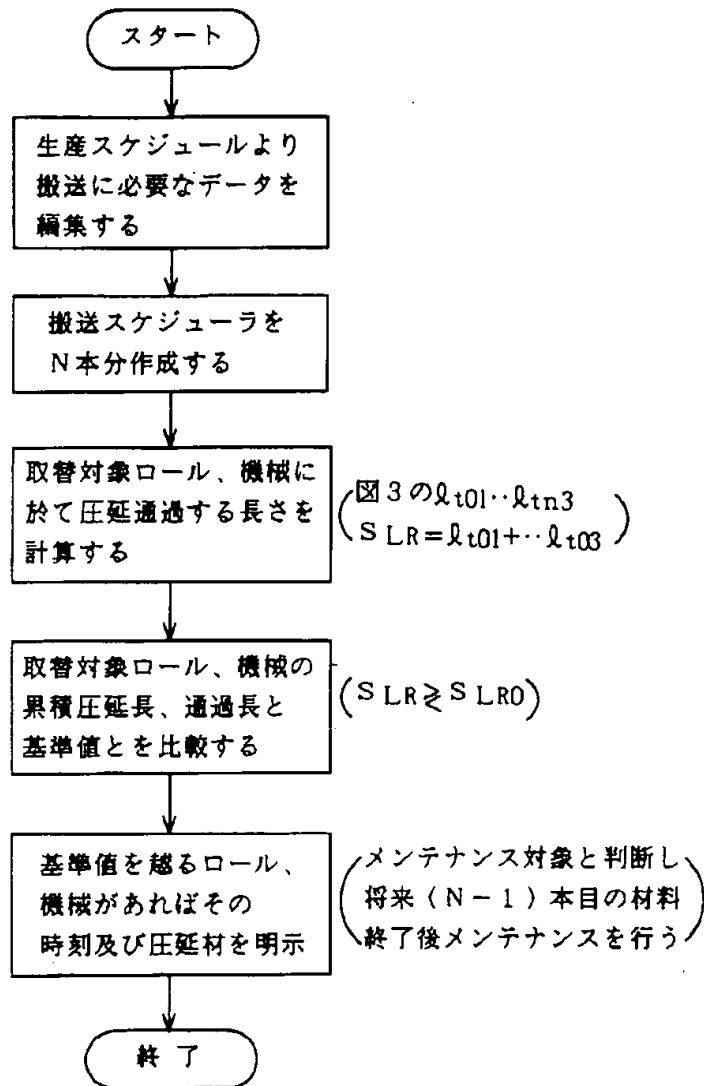 スタート
生産スケジュールより
搬送に必要なデータを
編集する
搬送スケジューラを
N本分作成する
取替対象ロール、機械に
於て圧延通過する長さを
計算する
図3のℓt01‥ℓtn3
SLR=ℓt01+‥ℓt03
取替対象ロール、機械の
累積圧延長、通過長と
基準値とを比較する
(SLR≷SLR0)
基準値を越るロール、
機械があればその
時刻及び圧延材を明示
メンテナンス対象と判断し
将来(N-1)本目の材料
終了後メンテナンスを行う
終了